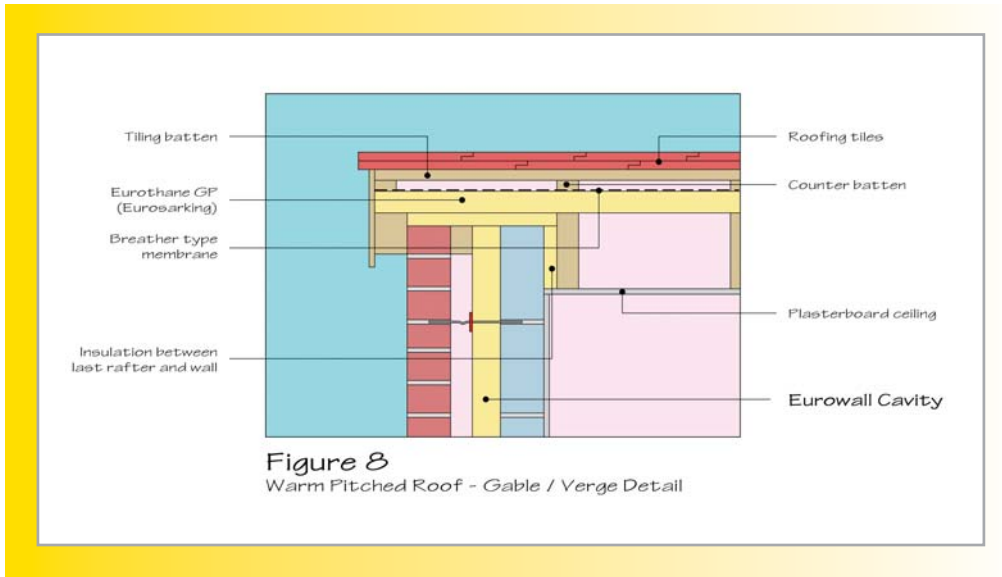 Tiling batten
Eurothane GP
(Eurosarking)
Breather type
membrane
Insulation between
last rafter and wall
Roofing tiles
Counter batten
Plasterboard ceiling
Eurowall Cavity
Figure 8
Warm Pitched Roof - Gable / Verge Detail